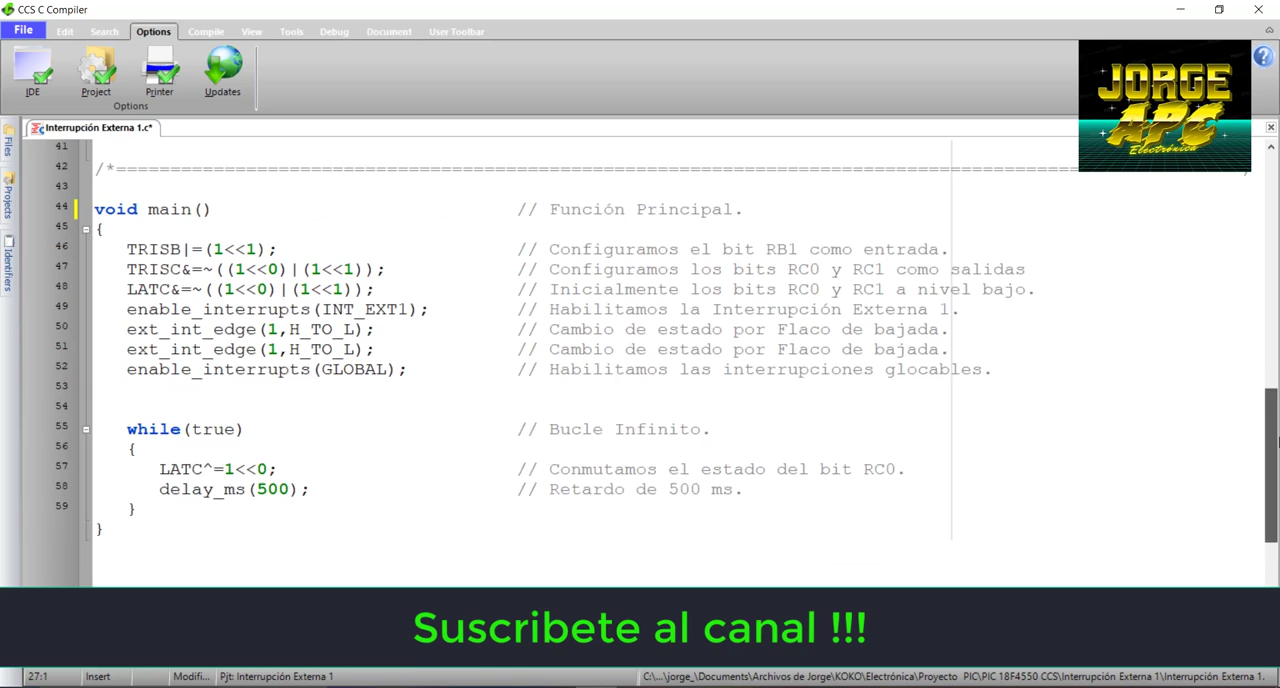 CCS C Compiler
File Edit Search Options Compile View Tools Debug Document User Toolbar
IDE Project Printer Updates
Options
JORGE
APC
Electrónica
Interrupción Externa 1.c*
Files
Projects
Identifiers
41
42 /*====================================================================================================
43
44 void main() // Función Principal.
45 {
46 TRISB|=(1<<1); // Configuramos el bit RB1 como entrada.
47 TRISC&=~((1<<0)|(1<<1)); // Configuramos los bits RC0 y RC1 como salidas
48 LATC&=~((1<<0)|(1<<1)); // Inicialmente los bits RC0 y RC1 a nivel bajo.
49 enable_interrupts(INT_EXT1); // Habilitamos la Interrupción Externa 1.
50 ext_int_edge(1,H_TO_L); // Cambio de estado por Flaco de bajada.
51 ext_int_edge(1,H_TO_L); // Cambio de estado por Flaco de bajada.
52 enable_interrupts(GLOBAL); // Habilitamos las interrupciones glocables.
53
54
55 while(true) // Bucle Infinito.
56 {
57 LATC^=1<<0; // Conmutamos el estado del bit RC0.
58 delay_ms(500); // Retardo de 500 ms.
59 }
}
Suscribete al canal !!!
27:1 Insert Modifi... Pjt: Interrupción Externa 1 C:\...\jorge_\Documents\Archivos de Jorge\KOKO\Electrónica\Proyecto PIC\PIC 18F4550 CCS\Interrupción Externa 1\Interrupción Externa 1.